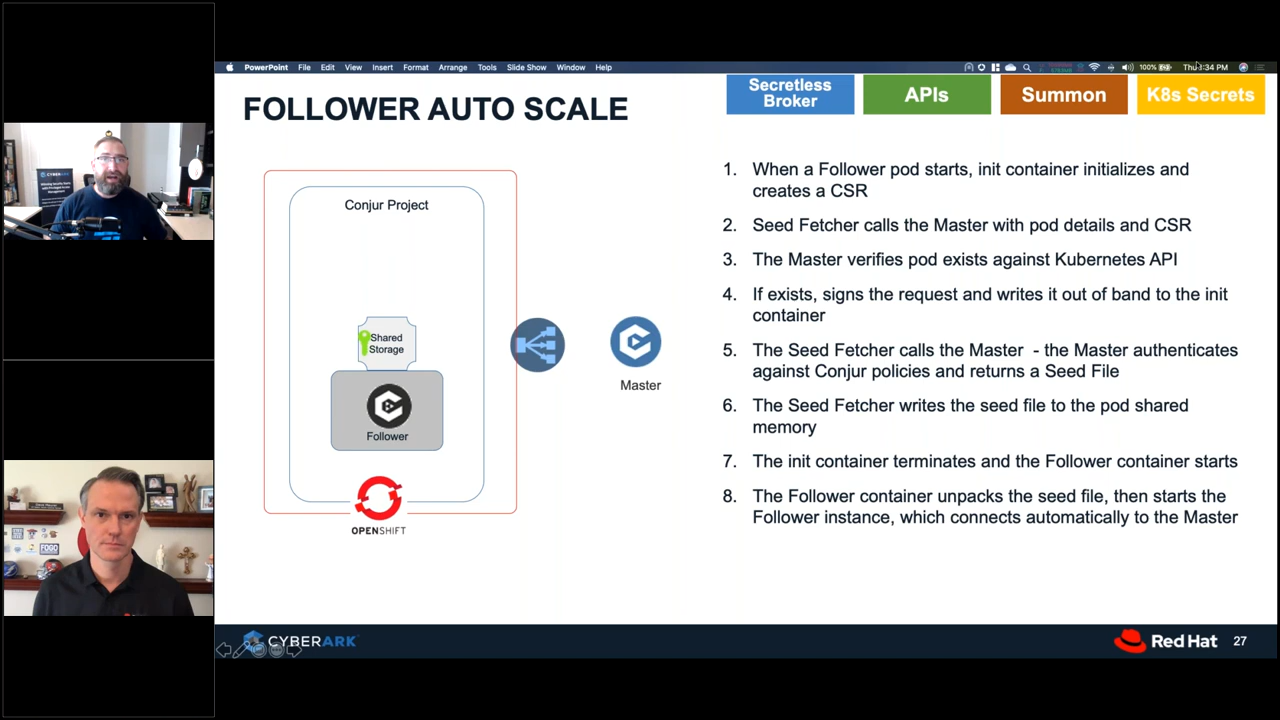 PowerPoint File Edit View Insert Format Arrange Tools Slide Show Window Help
100%
Thu 3:34 PM
FOLLOWER AUTO SCALE
Secretless
Broker
APIs
Summon
K8s Secrets
Conjur Project
Shared
Storage
Follower
OPENSHIFT
Master
1. When a Follower pod starts, init container initializes and
creates a CSR
2. Seed Fetcher calls the Master with pod details and CSR
3. The Master verifies pod exists against Kubernetes API
4. If exists, signs the request and writes it out of band to the init
container
5. The Seed Fetcher calls the Master - the Master authenticates
against Conjur policies and returns a Seed File
6. The Seed Fetcher writes the seed file to the pod shared
memory
7. The init container terminates and the Follower container starts
8. The Follower container unpacks the seed file, then starts the
Follower instance, which connects automatically to the Master
CYBERARK
Red Hat
27
CYBERARK
FOGO